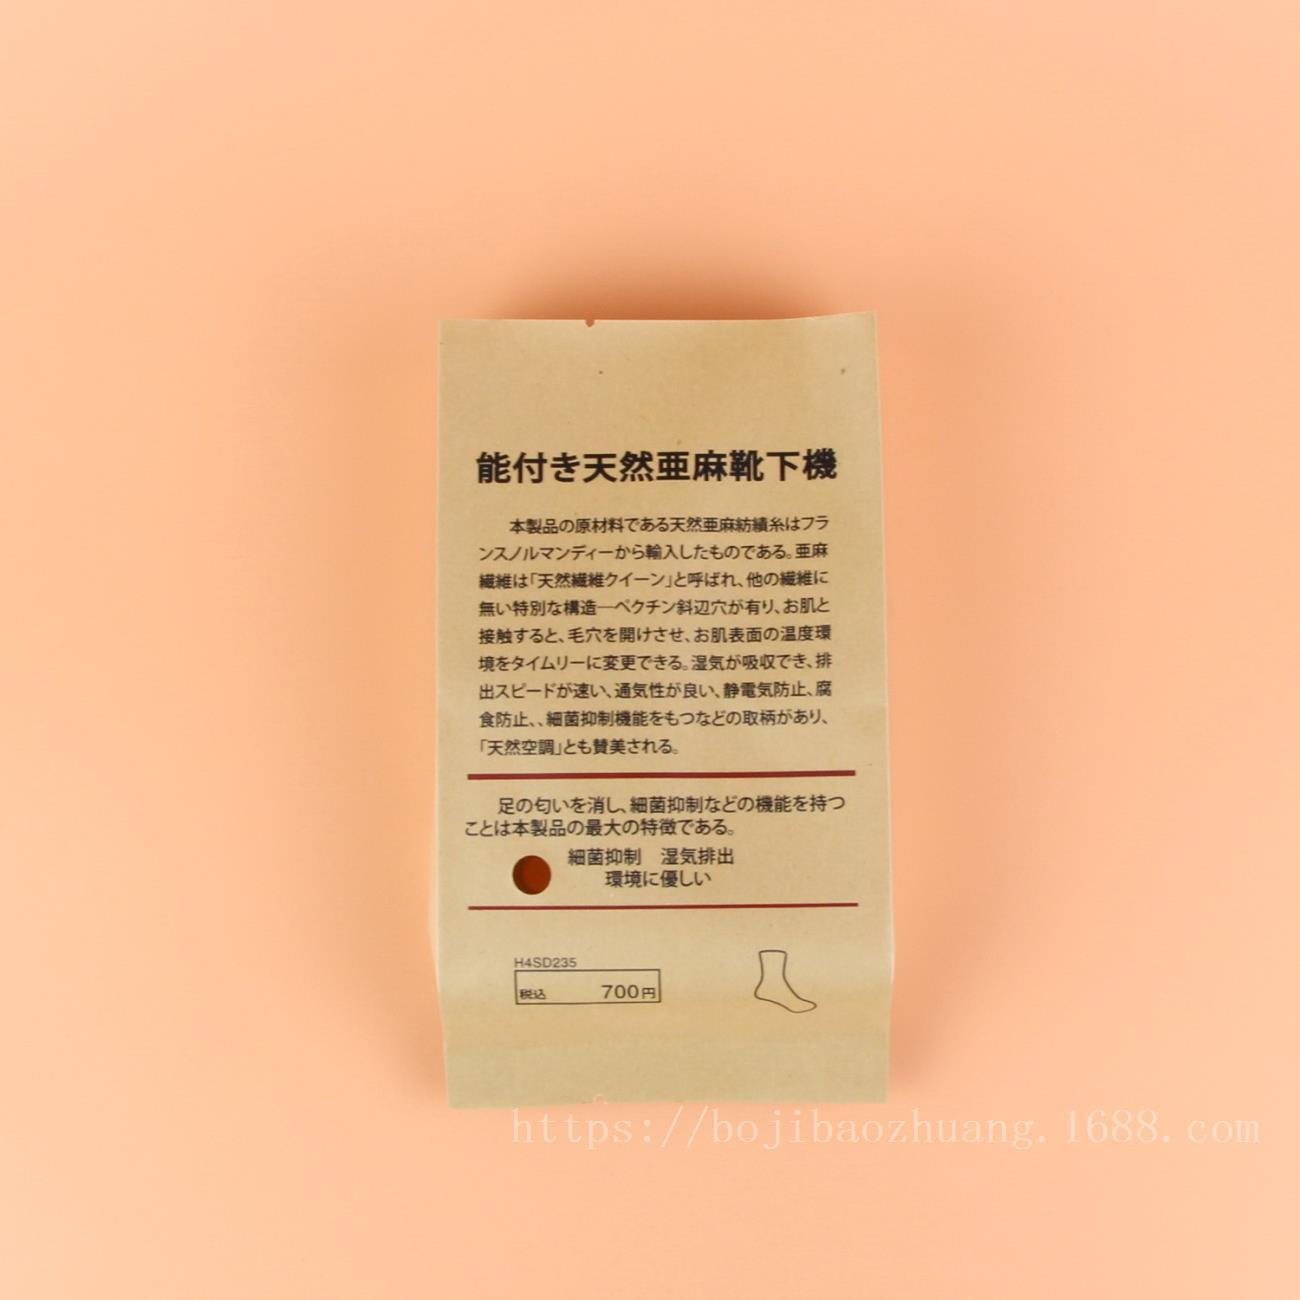 能付き天然亜麻靴下機
本製品の原材料である天然亜麻紡績糸はフラ
ンスノルマンディーから輸入したものである。亜麻
繊維は「天然繊維クイーン」と呼ばれ、他の繊維に
無い特別な構造―ペクチン斜辺穴が有り、お肌と
接触すると、毛穴を開けさせ、お肌表面の温度環
境をタイムリーに変更できる。湿気が吸収でき、排
出スピードが速い、通気性が良い、静電気防止、腐
食防止、、細菌抑制機能をもつなどの取柄があり、
「天然空調」とも賛美される。
足の匂いを消し、細菌抑制などの機能を持つ
ことは本製品の最大の特徴である。
細菌抑制 湿気排出
環境に優しい
H4SD235
税込 700円
https://bojibaozhuang.1688.com